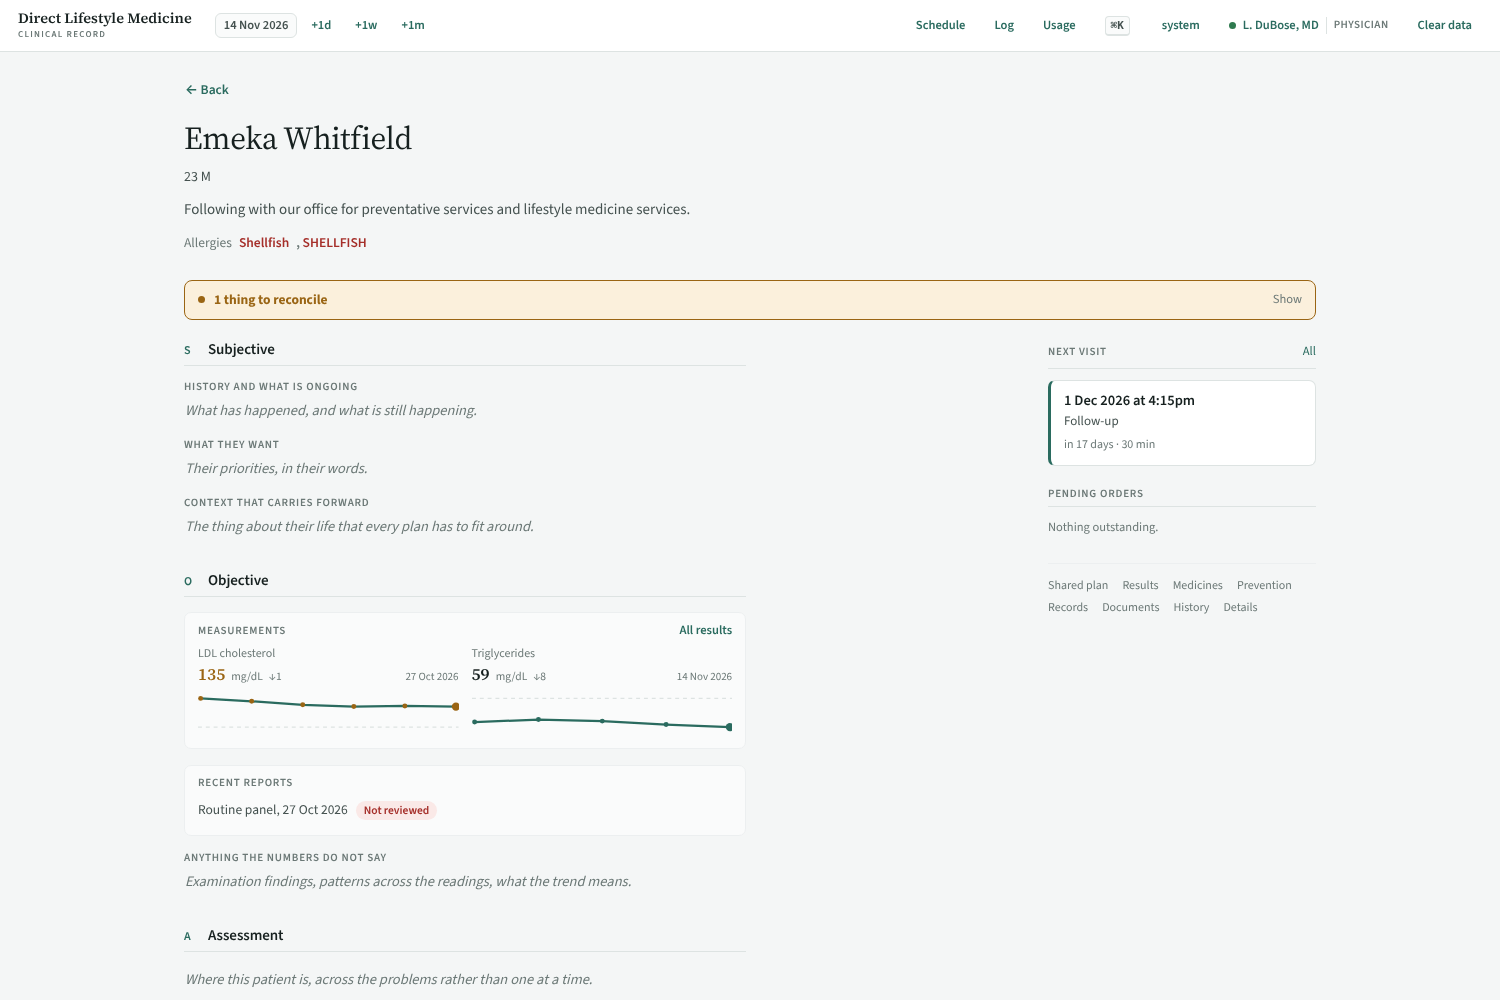 Direct Lifestyle Medicine
CLINICAL RECORD
14 Nov 2026 +1d +1w +1m
Schedule Log Usage ⌘K system L. DuBose, MD PHYSICIAN Clear data
← Back
Emeka Whitfield
23 M
Following with our office for preventative services and lifestyle medicine services.
Allergies Shellfish , SHELLFISH
1 thing to reconcile Show
S Subjective
HISTORY AND WHAT IS ONGOING
What has happened, and what is still happening.
WHAT THEY WANT
Their priorities, in their words.
CONTEXT THAT CARRIES FORWARD
The thing about their life that every plan has to fit around.
O Objective
MEASUREMENTS All results
LDL cholesterol
135 mg/dL ↓1 27 Oct 2026
Triglycerides
59 mg/dL ↓8 14 Nov 2026
RECENT REPORTS
Routine panel, 27 Oct 2026 Not reviewed
ANYTHING THE NUMBERS DO NOT SAY
Examination findings, patterns across the readings, what the trend means.
A Assessment
Where this patient is, across the problems rather than one at a time.
NEXT VISIT All
1 Dec 2026 at 4:15pm
Follow-up
in 17 days · 30 min
PENDING ORDERS
Nothing outstanding.
Shared plan Results Medicines Prevention
Records Documents History Details